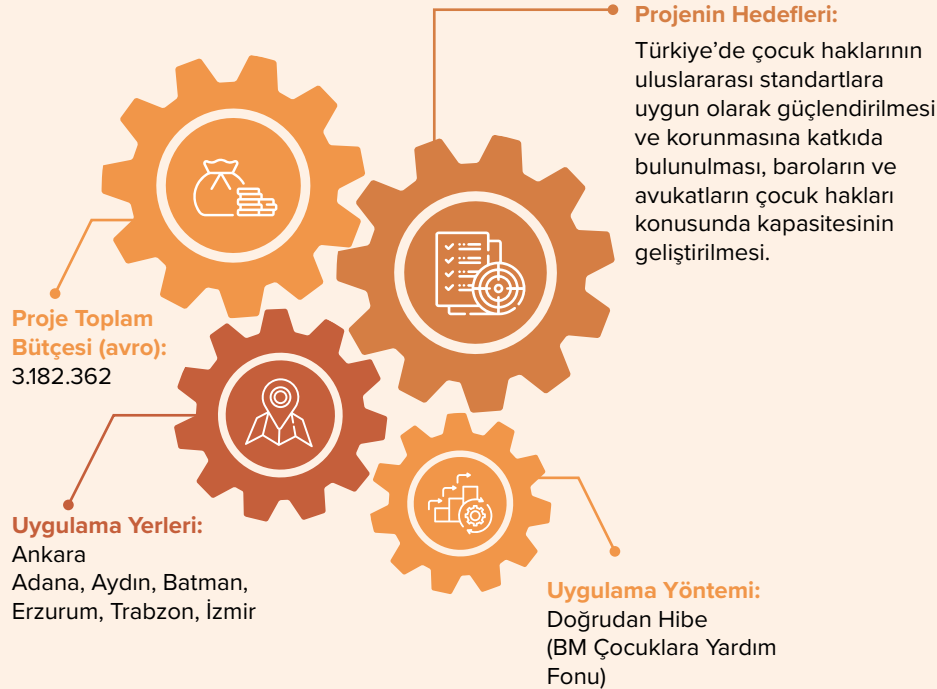 Projenin Hedefleri:
Türkiye’de çocuk haklarının
uluslararası standartlara
uygun olarak güçlendirilmesi
ve korunmasına katkıda
bulunulması, baroların ve
avukatların çocuk hakları
konusunda kapasitesinin
geliştirilmesi.
Proje Toplam
Bütçesi (avro):
3.182.362
Uygulama Yerleri:
Ankara
Adana, Aydın, Batman,
Erzurum, Trabzon, İzmir
Uygulama Yöntemi:
Doğrudan Hibe
(BM Çocuklara Yardım
Fonu)